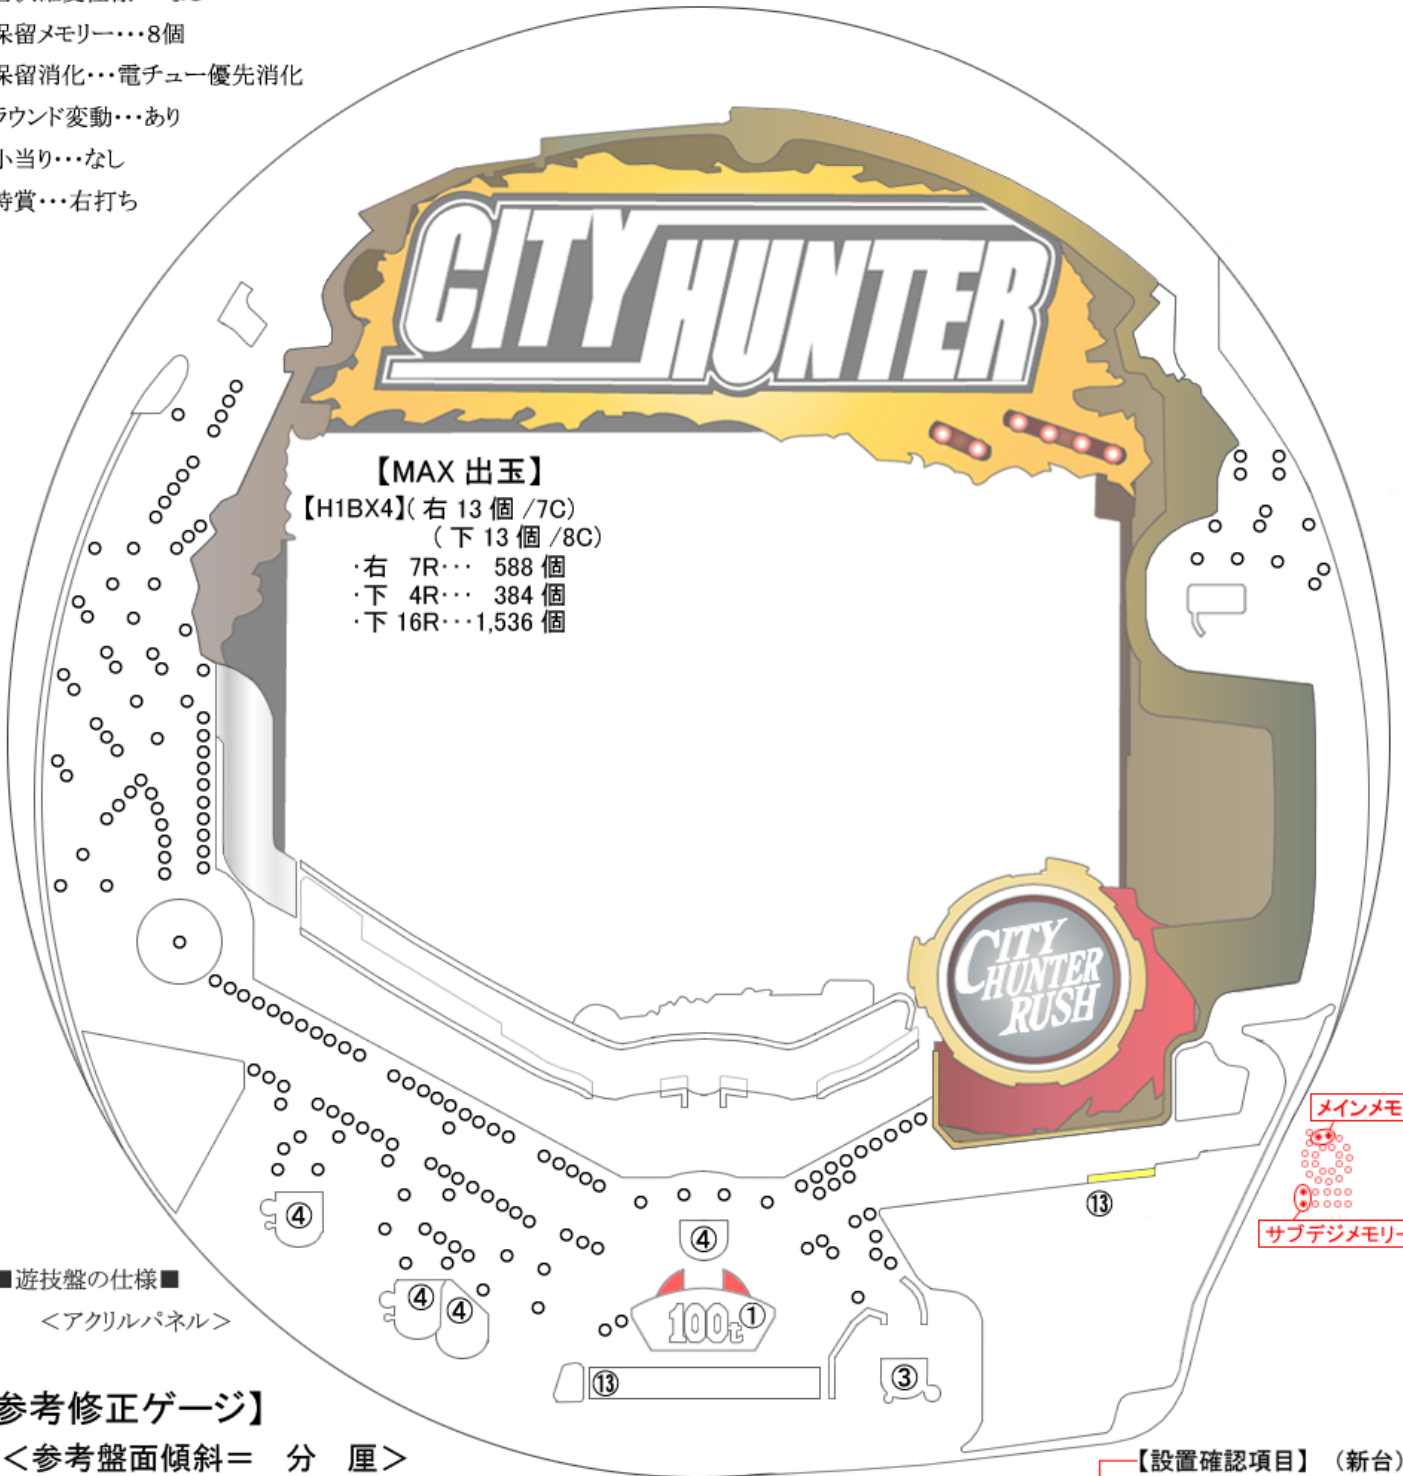 保留メモリー･･･8個
保留消化･･･電チュー優先消化
ラウンド変動･･･あり
小当り･･･なし
特賞･･･右打ち
CITY HUNTER
【MAX 出玉】
【H1BX4】( 右 13 個 /7C)
( 下 13 個 /8C)
･右 7R･･･ 588 個
･下 4R･･･ 384 個
･下 16R･･･1,536 個
CITY
HUNTER
RUSH
メインメモ
サブデジメモリー
⑬
④
④
④
④
100t
①
⑬
③
■遊技盤の仕様■
＜アクリルパネル＞
参考修正ゲージ】
＜参考盤面傾斜＝ 分 厘＞
【設置確認項目】 （新台）